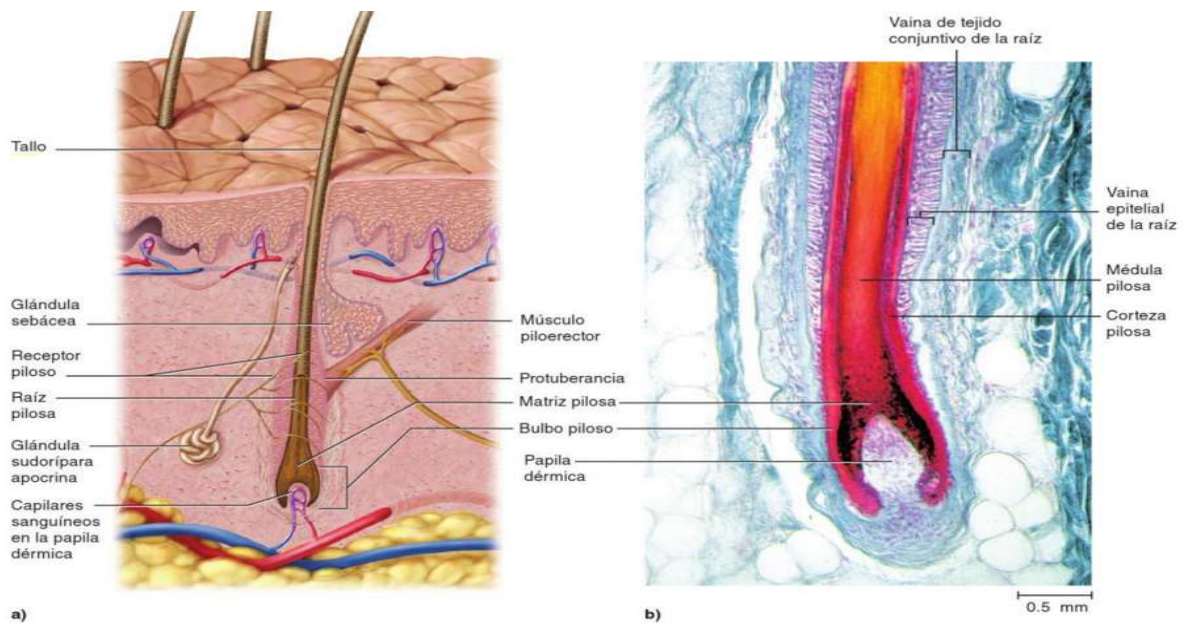 Tallo
Glándula
sebácea
Receptor
piloso
Raíz
pilosa
Glándula
sudorípara
apocrina
Capilares
sanguíneos
en la papila
dérmica
a)
Músculo
piloerector
Protuberancia
Matriz pilosa
Bulbo piloso
Papila
dérmica
Vaina de tejido
conjuntivo de la raíz
Vaina
epitelial
de la raíz
Médula
pilosa
Corteza
pilosa
b)
0.5 mm